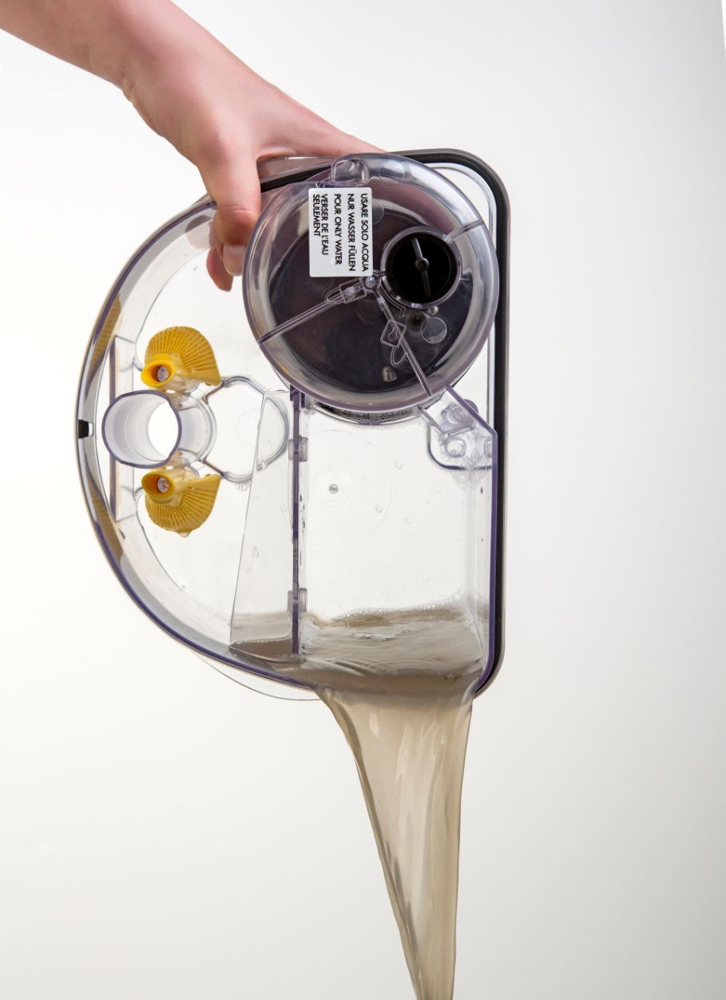 USARE SOLO ACQUA
NUR WASSER FÜLLEN
POUR ONLY WATER
VERSER DE L'EAU
SEULEMENT